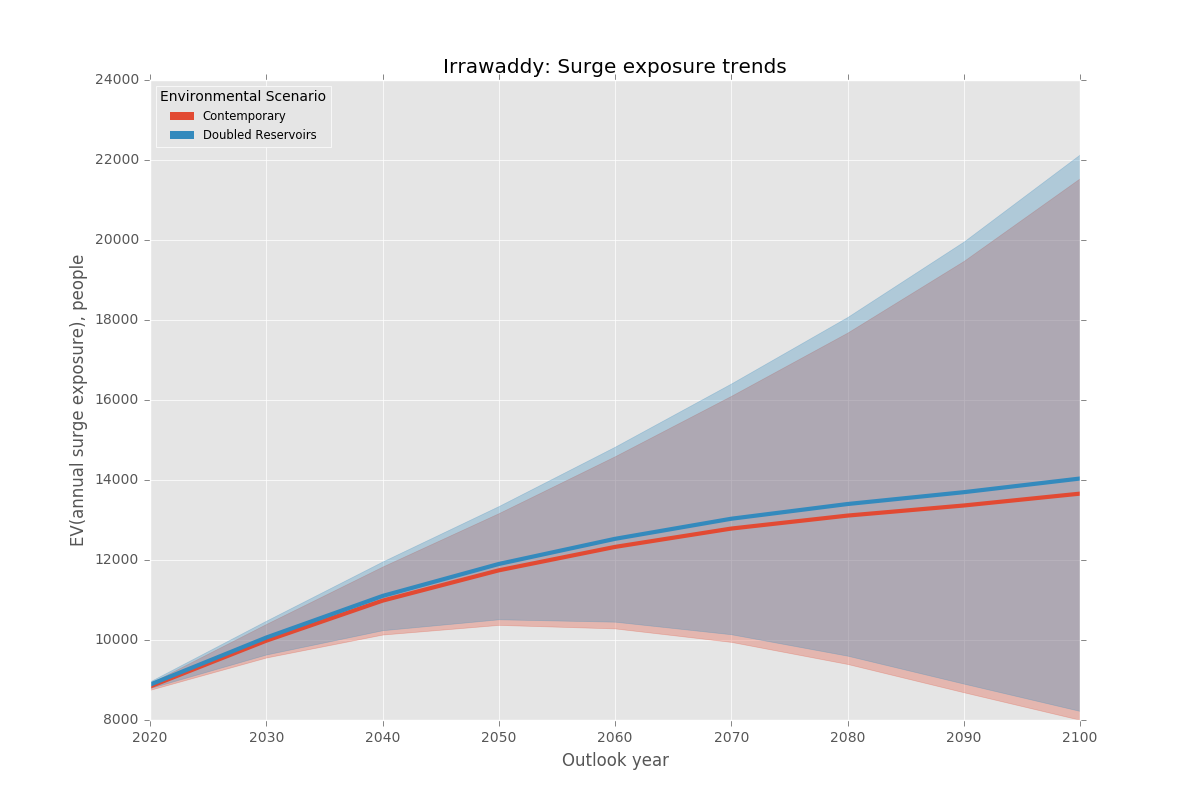 Irrawaddy: Surge exposure trends
24000
22000
20000
18000
16000
14000
12000
10000
8000
EV(annual surge exposure), people
Environmental Scenario
Contemporary
Doubled Reservoirs
2020 2030 2040 2050 2060 2070 2080 2090 2100
Outlook year